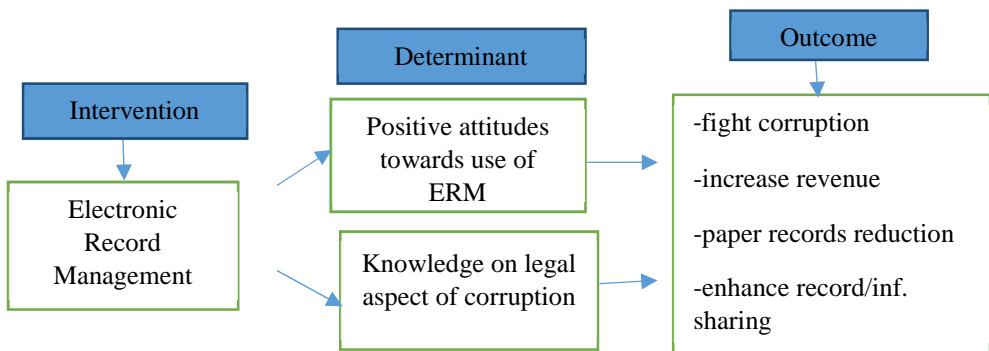 Intervention
Electronic
Record
Management
Determinant
Positive attitudes
towards use of
ERM
Knowledge on legal
aspect of corruption
Outcome
-fight corruption
-increase revenue
-paper records reduction
-enhance record/inf.
sharing